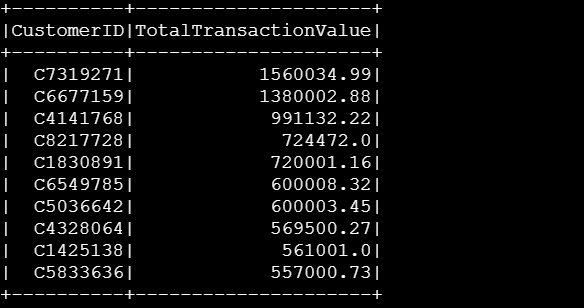 +----------+---------------------+
|CustomerID|TotalTransactionValue|
+----------+---------------------+
|  C7319271|           1560034.99|
|  C6677159|           1380002.88|
|  C4141768|            991132.22|
|  C8217728|             724472.0|
|  C1830891|            720001.16|
|  C6549785|            600008.32|
|  C5036642|            600003.45|
|  C4328064|            569500.27|
|  C1425138|             561001.0|
|  C5833636|            557000.73|
+----------+---------------------+